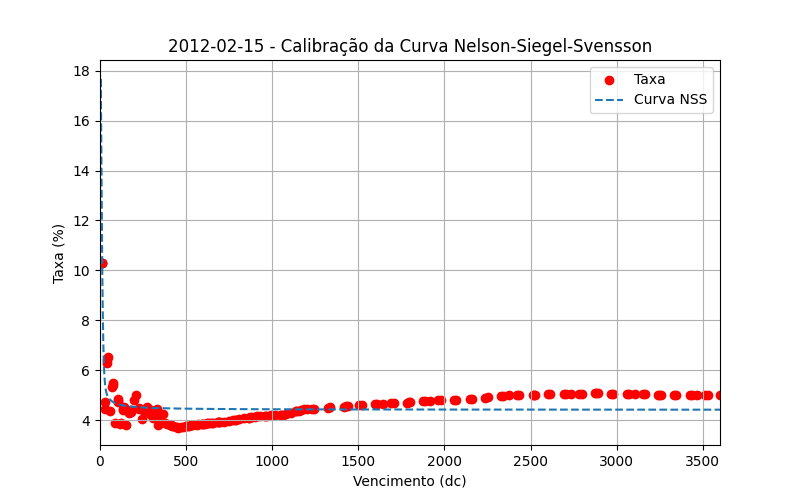 2012-02-15 - Calibração da Curva Nelson-Siegel-Svensson
Taxa
Curva NSS
Taxa (%)
18
16
14
12
10
8
6
4
0 500 1000 1500 2000 2500 3000 3500
Vencimento (dc)